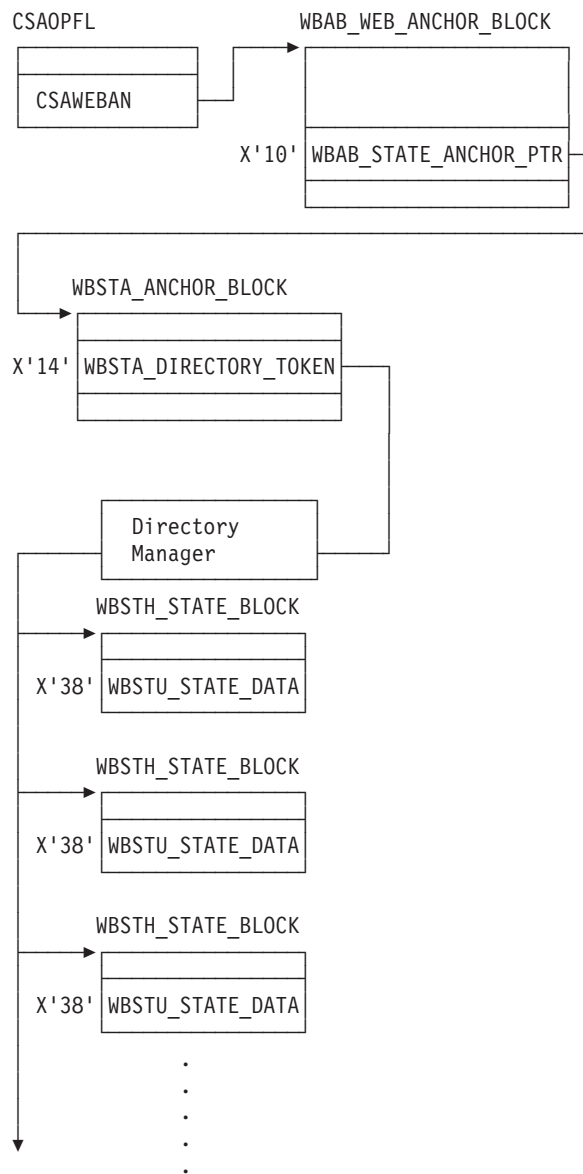 CSAOPFL WBAB_WEB_ANCHOR_BLOCK
CSAWEBAN
X'10' WBAB_STATE_ANCHOR_PTR
WBSTA_ANCHOR_BLOCK
X'14' WBSTA_DIRECTORY_TOKEN
Directory
Manager
WBSTH_STATE_BLOCK
X'38' WBSTU_STATE_DATA
WBSTH_STATE_BLOCK
X'38' WBSTU_STATE_DATA
WBSTH_STATE_BLOCK
X'38' WBSTU_STATE_DATA
.
.
.
.
.